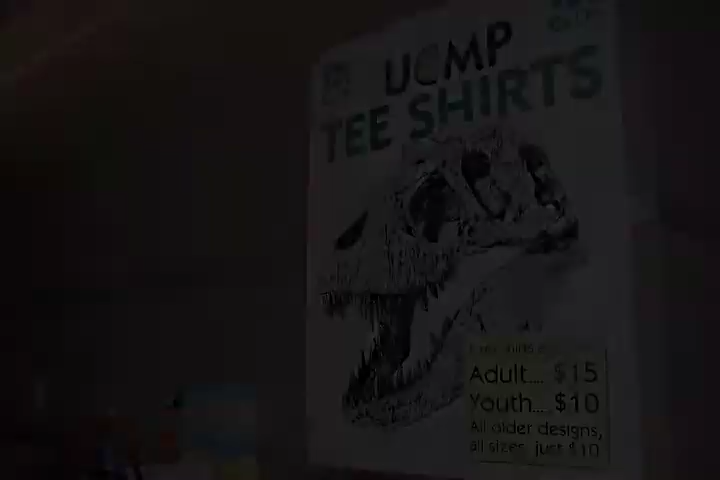 UCMP
TEE SHIRTS
Adult.... $15
Youth.... $10
All older designs,
all sizes just $10